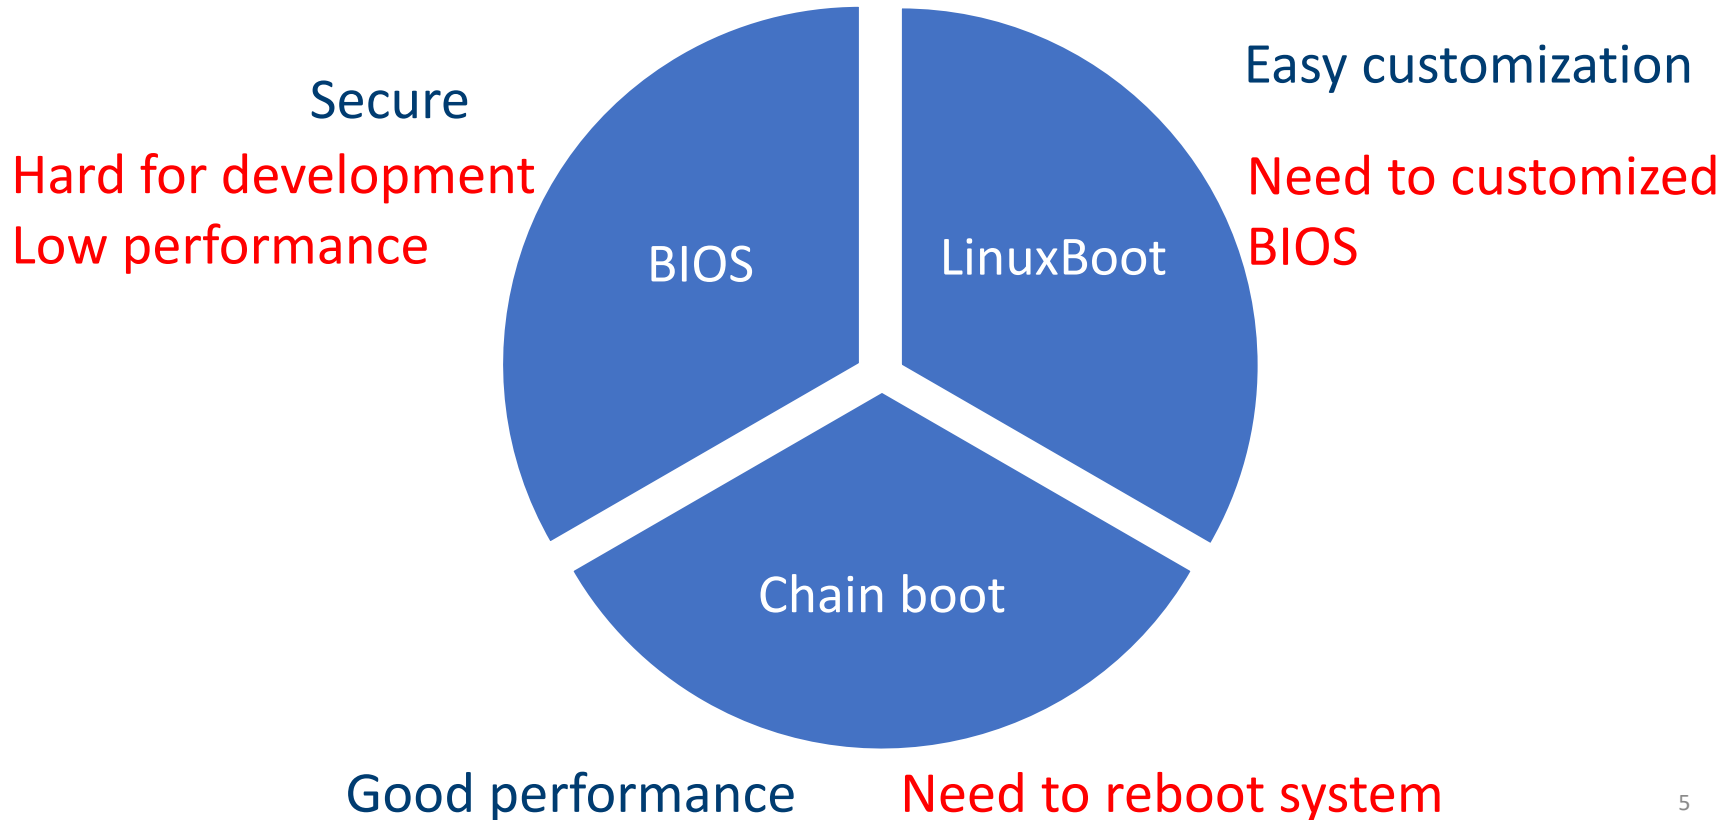 Secure
Hard for development
Low performance
BIOS
Easy customization
Need to customized
BIOS
LinuxBoot
Chain boot
Good performance
Need to reboot system
5